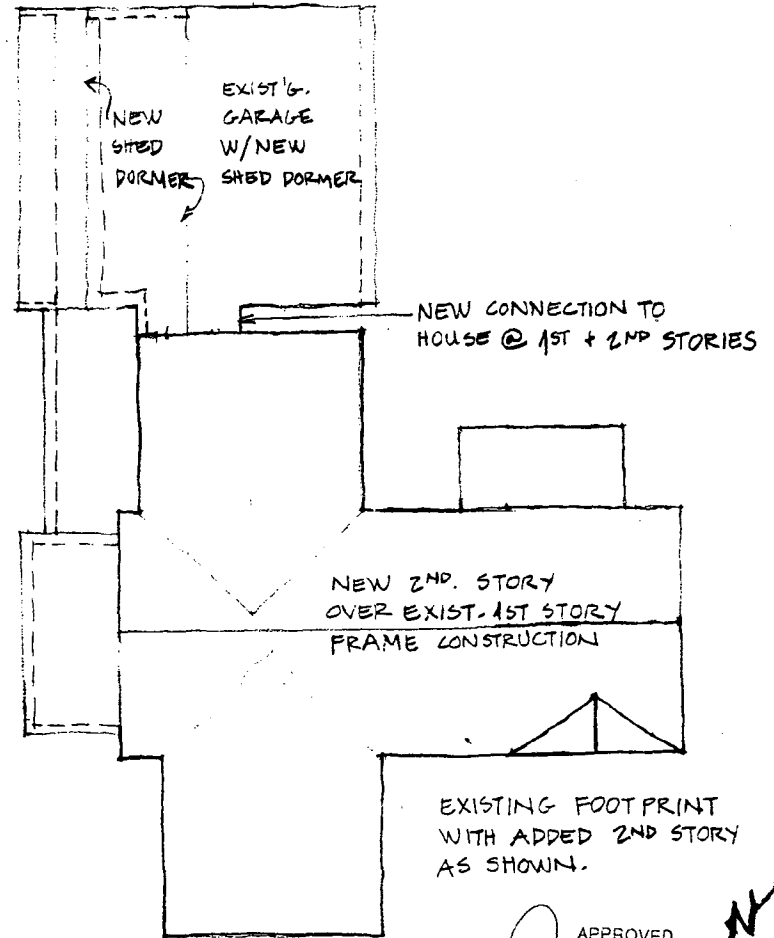 NEW
SHED
DORMER
EXIST'G.
GARAGE
W/NEW
SHED DORMER
NEW CONNECTION TO
HOUSE @ 1ST + 2ND STORIES
NEW 2ND. STORY
OVER EXIST. 1ST STORY
FRAME CONSTRUCTION
EXISTING FOOTPRINT
WITH ADDED 2ND STORY
AS SHOWN.
APPROVED
N